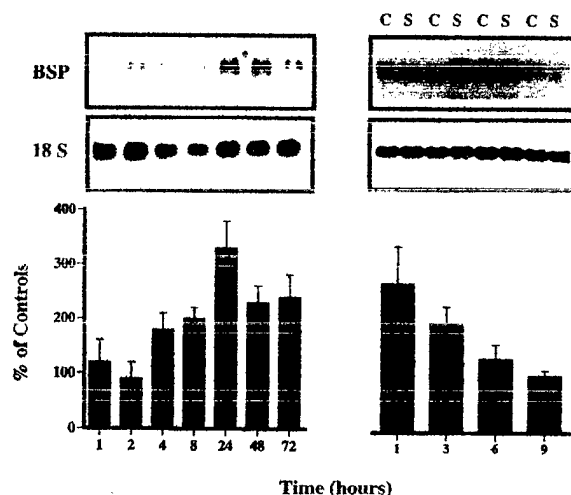 C S C S C S
BSP
18 S
400
300
200
100
0
% of Controls
1 2 4 8 24 48 72
1 3 6 9
Time (hours)